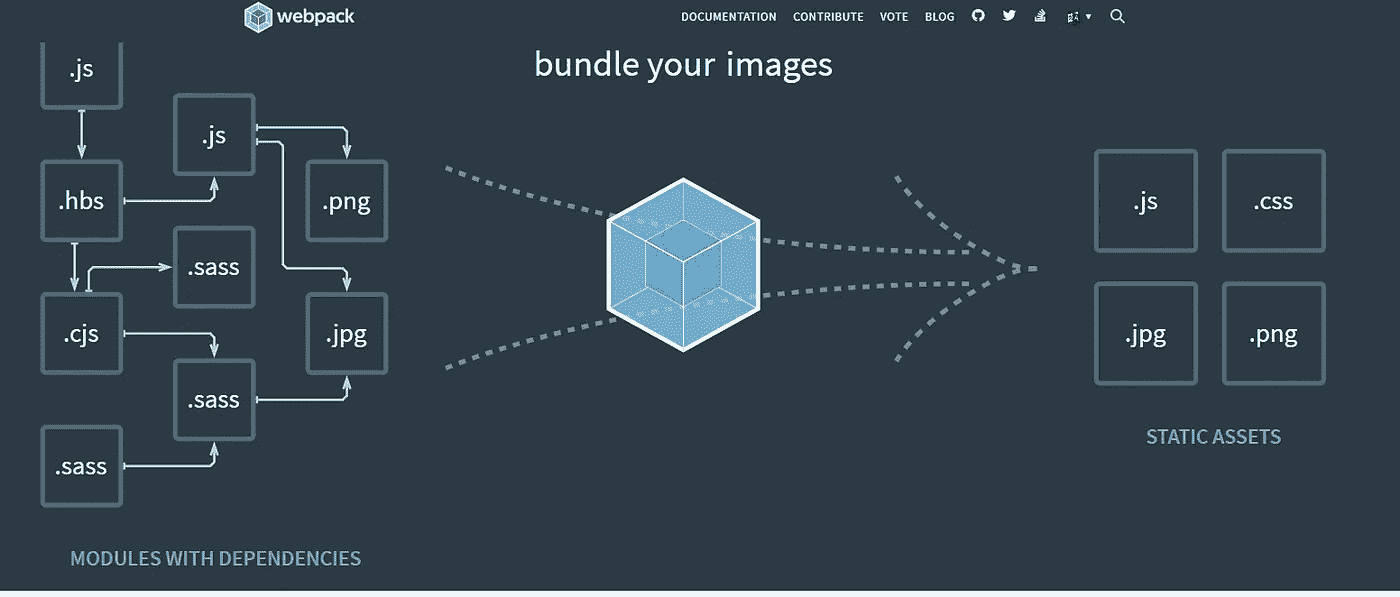 webpack
DOCUMENTATION CONTRIBUTE VOTE BLOG
bundle your images
.js
.js
.hbs
.png
.sass
.cjs
.jpg
.sass
.sass
MODULES WITH DEPENDENCIES
.js .css
.jpg .png
STATIC ASSETS